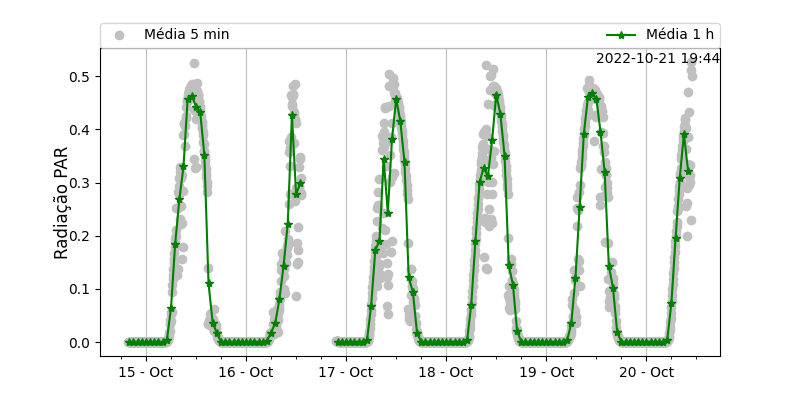 Média 5 min
Média 1 h
2022-10-21 19:44
Radiação PAR
0.5
0.4
0.3
0.2
0.1
0.0
15 - Oct
16 - Oct
17 - Oct
18 - Oct
19 - Oct
20 - Oct